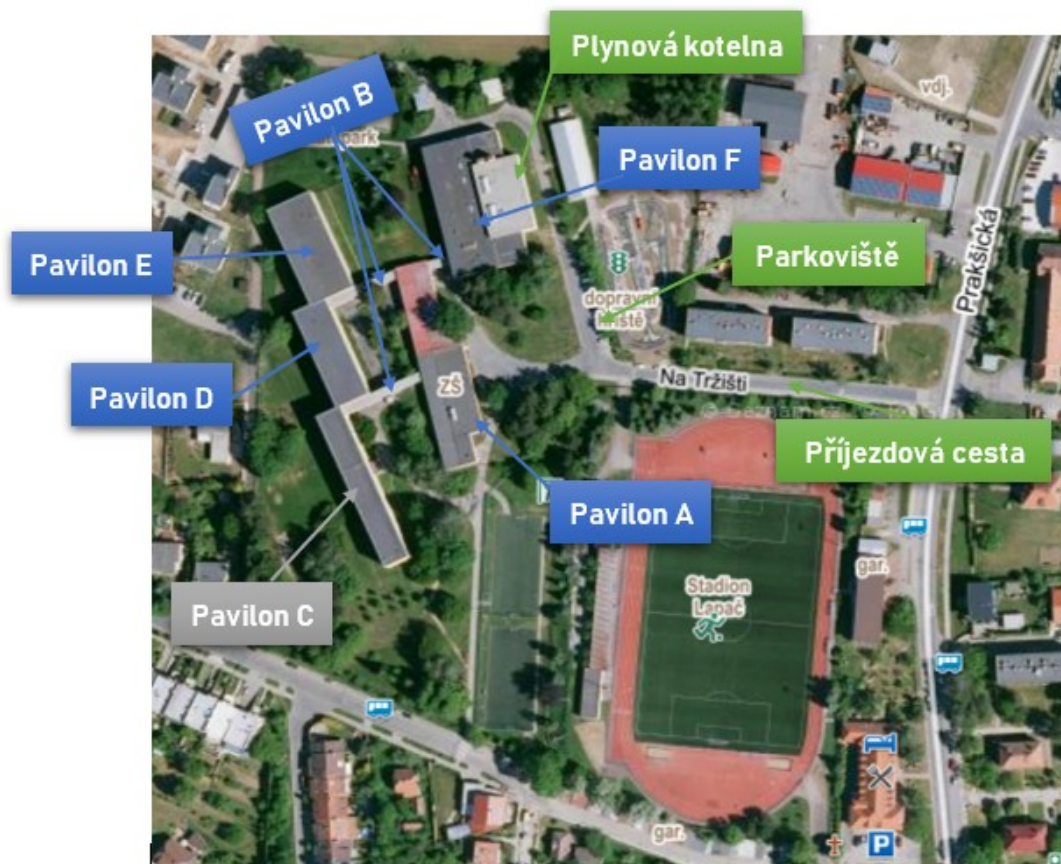 Plynová kotelna
vdj.
Pavilon B
park
Pavilon F
Pavilon E
Parkoviště
Prakšická
dopravní
hřiště
Na Tržišti
ZŠ
Pavilon D
Příjezdová cesta
Pavilon A
gar.
Stadion
Lapač
Pavilon C
gar.
P